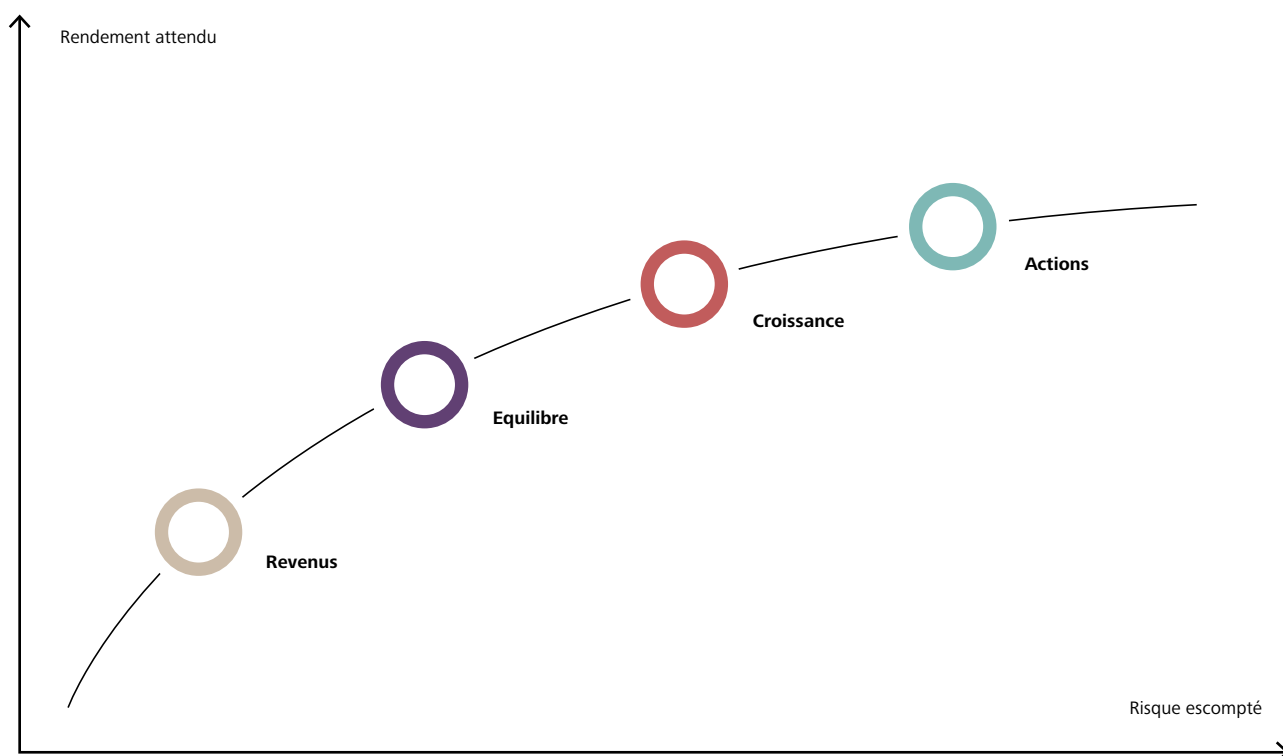 Rendement attendu
Actions
Croissance
Equilibre
Revenus
Risque escompté